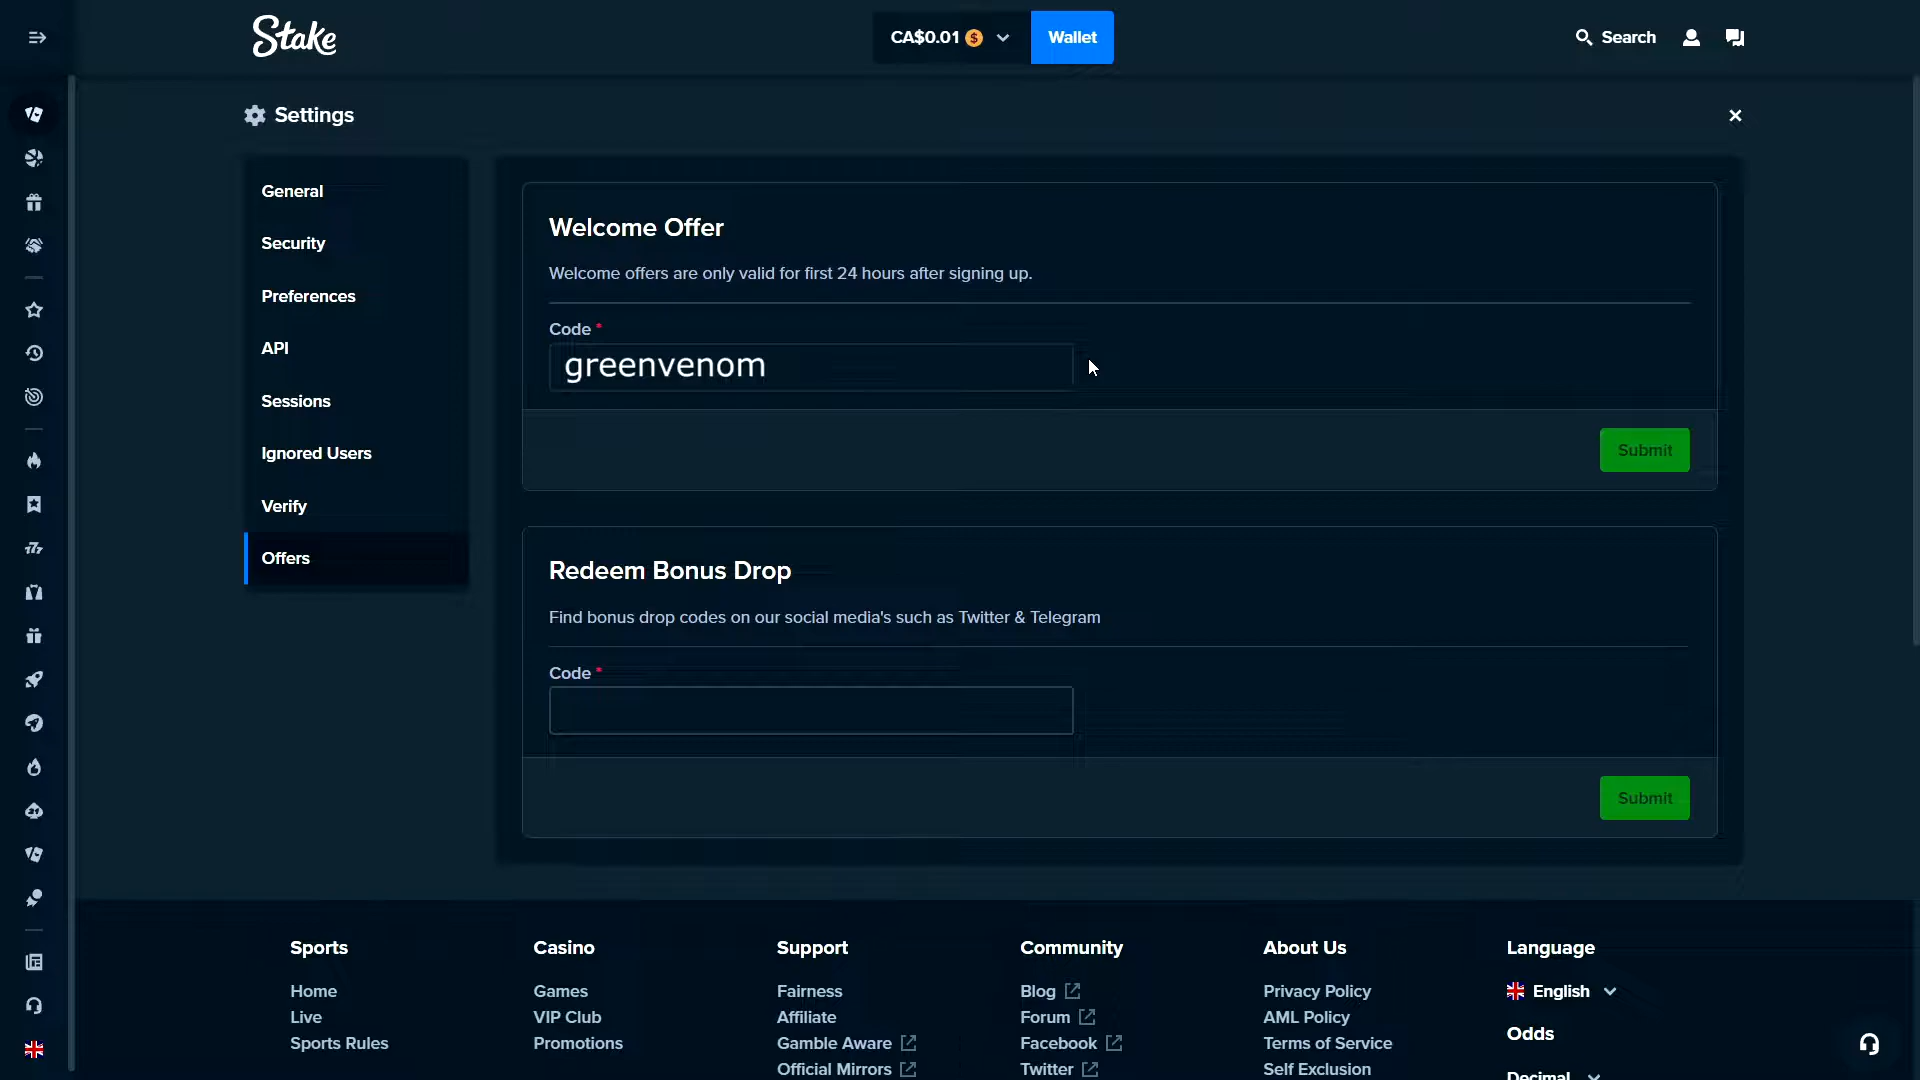 Stake
CA$0.01
Wallet
Search
Settings
General
Security
Preferences
API
Sessions
Ignored Users
Verify
Offers
Welcome Offer
Welcome offers are only valid for first 24 hours after signing up.
Code *
greenvenom
Submit
Redeem Bonus Drop
Find bonus drop codes on our social media's such as Twitter & Telegram
Code *
Submit
Sports
Home
Live
Sports Rules
Casino
Games
VIP Club
Promotions
Support
Fairness
Affiliate
Gamble Aware
Official Mirrors
Community
Blog
Forum
Facebook
Twitter
About Us
Privacy Policy
AML Policy
Terms of Service
Self Exclusion
Language
English
Odds
Decimal